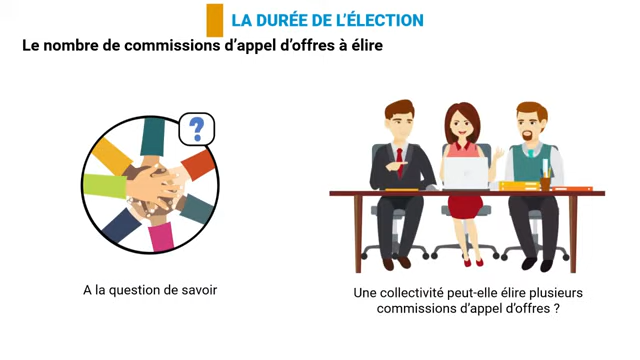 LA DURÉE DE L'ÉLECTION
Le nombre de commissions d'appel d'offres à élire
?
A la question de savoir
Une collectivité peut-elle élire plusieurs
commissions d'appel d'offres ?